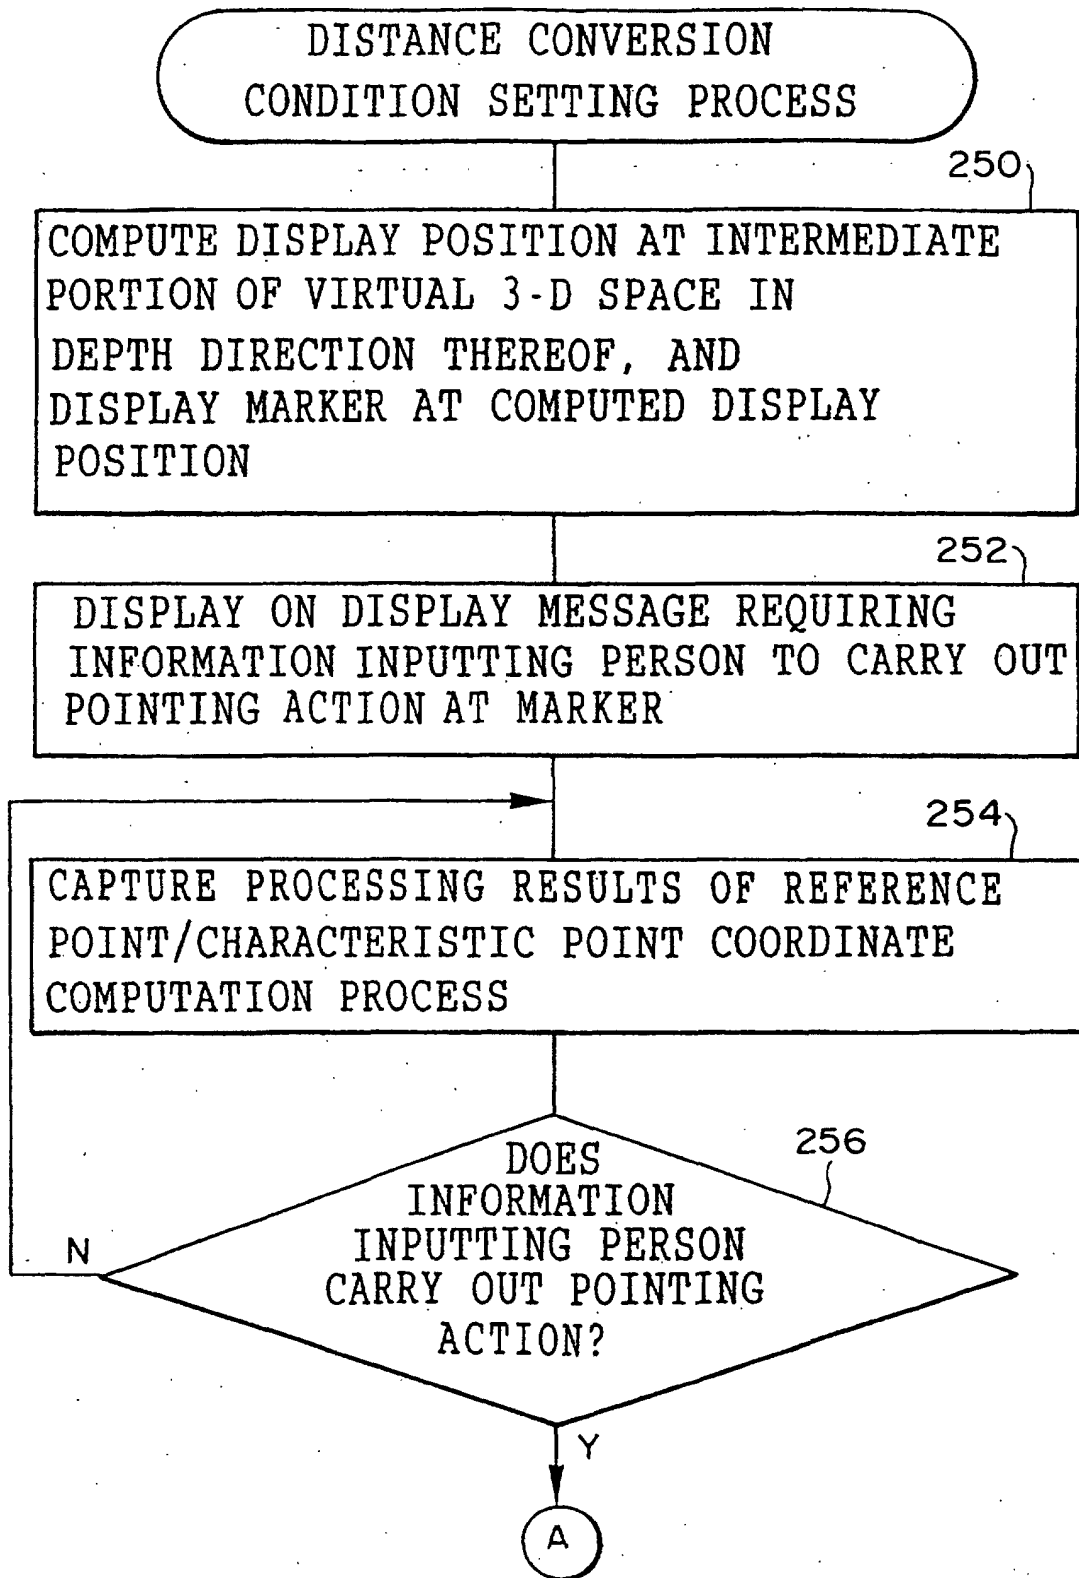 DISTANCE CONVERSION
CONDITION SETTING PROCESS
250
COMPUTE DISPLAY POSITION AT INTERMEDIATE
PORTION OF VIRTUAL 3-D SPACE IN
DEPTH DIRECTION THEREOF, AND
DISPLAY MARKER AT COMPUTED DISPLAY
POSITION
252
DISPLAY ON DISPLAY MESSAGE REQUIRING
INFORMATION INPUTTING PERSON TO CARRY OUT
POINTING ACTION AT MARKER
254
CAPTURE PROCESSING RESULTS OF REFERENCE
POINT/CHARACTERISTIC POINT COORDINATE
COMPUTATION PROCESS
256
DOES
INFORMATION
INPUTTING PERSON
CARRY OUT POINTING
ACTION?
N
Y
A